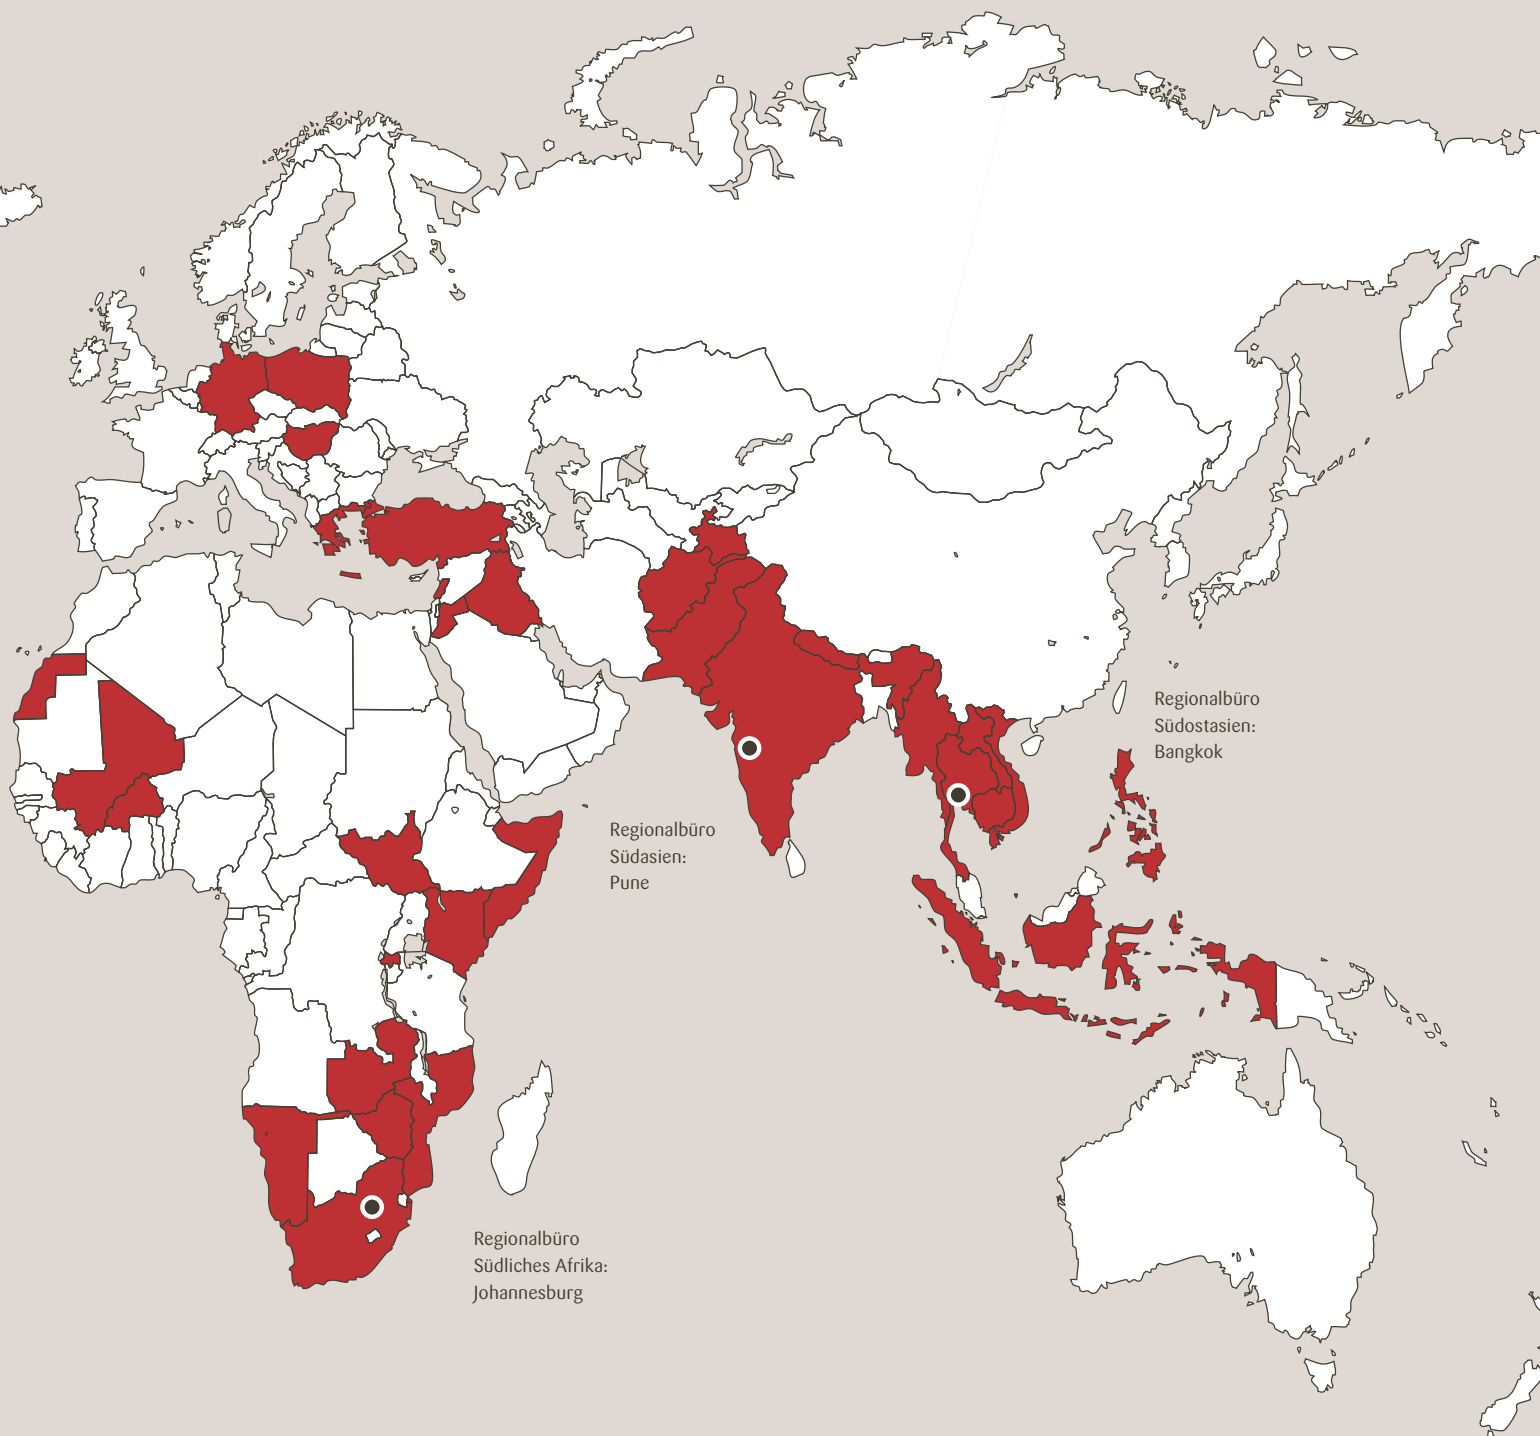 Regionalbüro
Südostasien:
Bangkok
Regionalbüro
Südasien:
Pune
Regionalbüro
Südliches Afrika:
Johannesburg